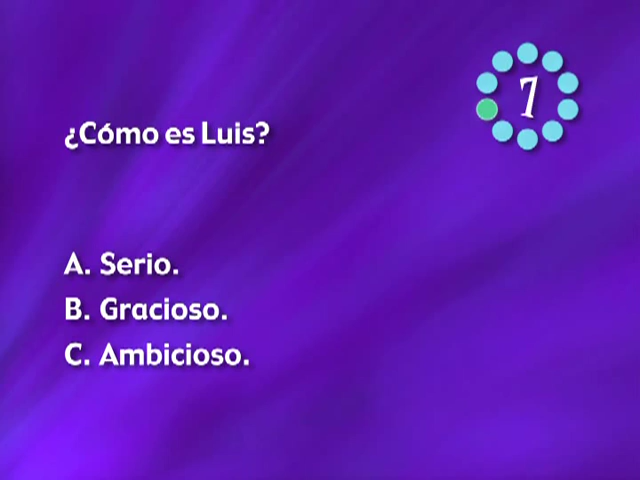 7
¿Cómo es Luis?
A. Serio.
B. Gracioso.
C. Ambicioso.